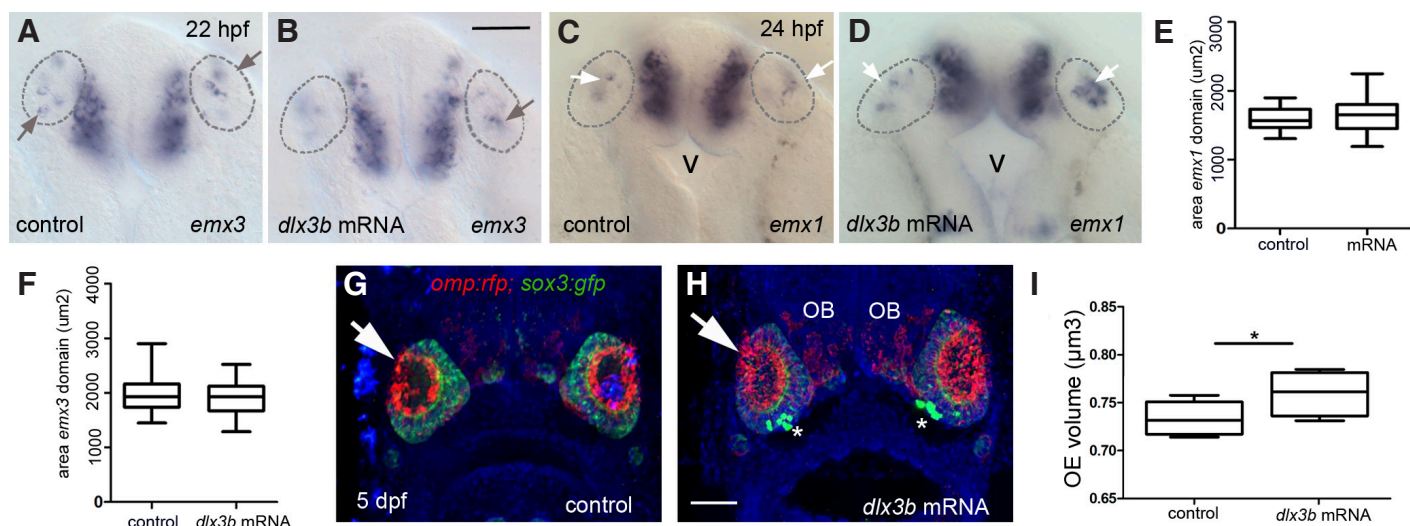 A
22 hpf
control
emx3
B
dlx3b mRNA
emx3
C
24 hpf
V
control
emx1
D
V
dlx3b mRNA
emx1
E
area emx1 domain (um2)
3000
2000
1000
0
control
mRNA
F
area emx3 domain (um2)
4000
3000
2000
1000
0
control
dlx3b mRNA
G
omp:rfp; sox3:gfp
5 dpf
control
H
OB
OB
*
*
dlx3b mRNA
I
OE volume (µm3)
0.85
0.80
0.75
0.70
0.65
*
control
dlx3b mRNA